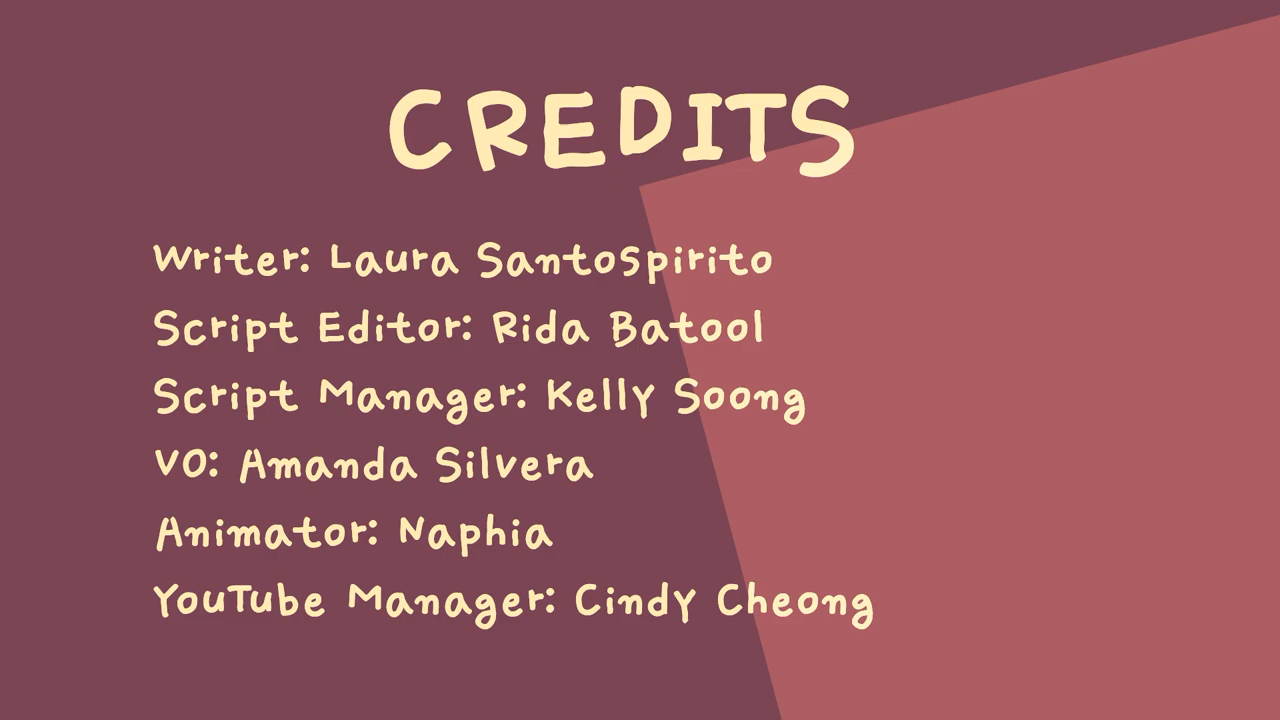 CREDITS
Writer: Laura Santospirito
Script Editor: Rida Batool
Script Manager: Kelly Soong
VO: Amanda Silvera
Animator: Naphia
YouTube Manager: Cindy Cheong